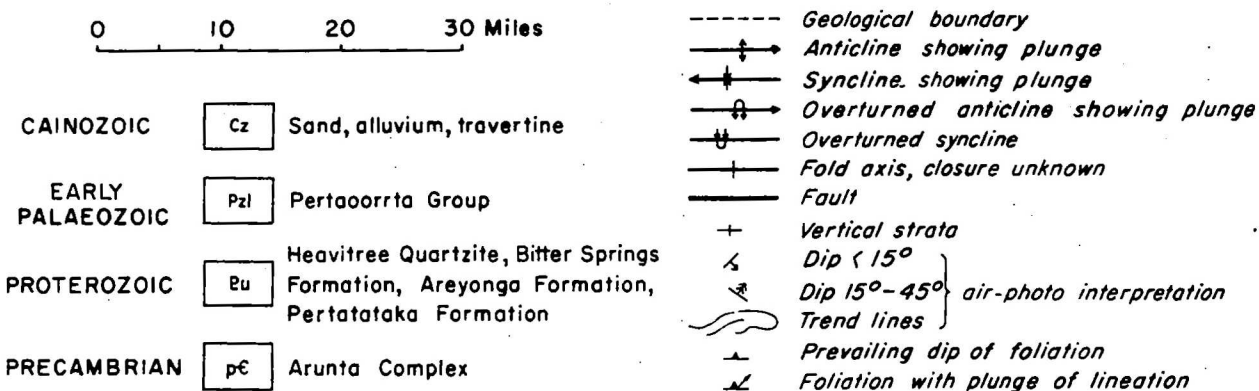 0 10 20 30 Miles
CAINOZOIC Cz Sand, alluvium, travertine
EARLY
PALAEOZOIC
Pzl Pertaoorrta Group
PROTEROZOIC Pu
Heavitree Quartzite, Bitter Springs
Formation, Areyonga Formation,
Pertatataka Formation
PRECAMBRIAN p€ Arunta Complex
Geological boundary
Anticline showing plunge
Syncline showing plunge
Overturned anticline showing plunge
Overturned syncline
Fold axis, closure unknown
Fault
Vertical strata
Dip < 15°
Dip 15°-45° air-photo interpretation
Trend lines
Prevailing dip of foliation
Foliation with plunge of lineation